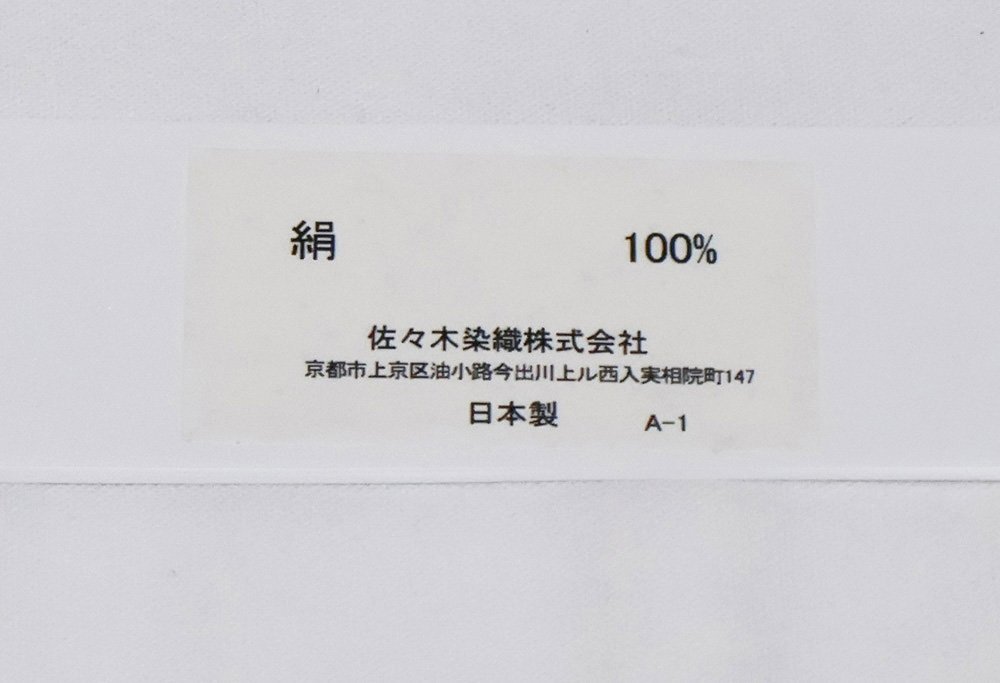 絹 100%
佐々木染織株式会社
京都市上京区油小路今出川上ル西入実相院町147
日本製 A-1